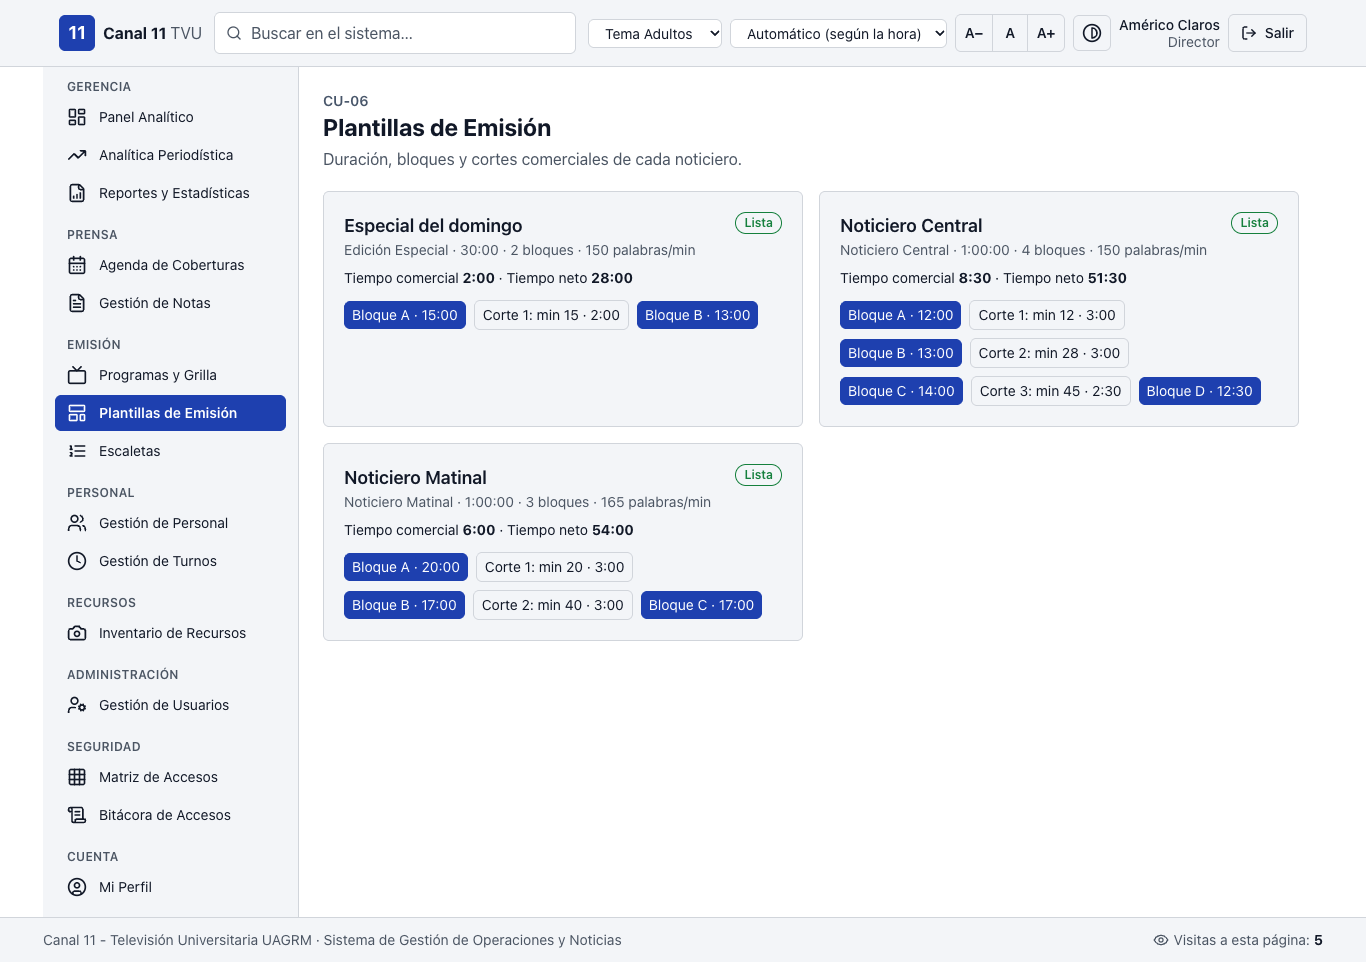 11 Canal 11 TVU
Buscar en el sistema...
Tema Adultos
Automático (según la hora)
A− A A+
Américo Claros
Director
Salir
GERENCIA
Panel Analítico
Analítica Periodística
Reportes y Estadísticas
PRENSA
Agenda de Coberturas
Gestión de Notas
EMISIÓN
Programas y Grilla
Plantillas de Emisión
Escaletas
PERSONAL
Gestión de Personal
Gestión de Turnos
RECURSOS
Inventario de Recursos
ADMINISTRACIÓN
Gestión de Usuarios
SEGURIDAD
Matriz de Accesos
Bitácora de Accesos
CUENTA
Mi Perfil
CU-06
Plantillas de Emisión
Duración, bloques y cortes comerciales de cada noticiero.
Especial del domingo Lista
Edición Especial · 30:00 · 2 bloques · 150 palabras/min
Tiempo comercial 2:00 · Tiempo neto 28:00
Bloque A · 15:00 Corte 1: min 15 · 2:00 Bloque B · 13:00
Noticiero Central Lista
Noticiero Central · 1:00:00 · 4 bloques · 150 palabras/min
Tiempo comercial 8:30 · Tiempo neto 51:30
Bloque A · 12:00 Corte 1: min 12 · 3:00
Bloque B · 13:00 Corte 2: min 28 · 3:00
Bloque C · 14:00 Corte 3: min 45 · 2:30 Bloque D · 12:30
Noticiero Matinal Lista
Noticiero Matinal · 1:00:00 · 3 bloques · 165 palabras/min
Tiempo comercial 6:00 · Tiempo neto 54:00
Bloque A · 20:00 Corte 1: min 20 · 3:00
Bloque B · 17:00 Corte 2: min 40 · 3:00 Bloque C · 17:00
Canal 11 - Televisión Universitaria UAGRM · Sistema de Gestión de Operaciones y Noticias
Visitas a esta página: 5